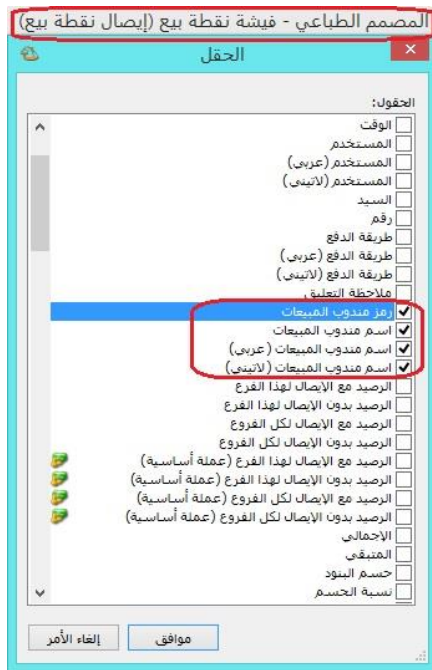 المصمم الطباعي - فيشة نقطة بيع (إيصال نقطة بيع)
الحقل
الحقول:
الوقت
المستخدم
المستخدم (عربي)
المستخدم (لاتيني)
السيد
رقم
طريقة الدفع
طريقة الدفع (عربي)
طريقة الدفع (لاتيني)
ملاحظة التعليق
رمز مندوب المبيعات
اسم مندوب المبيعات
اسم مندوب المبيعات (عربي)
اسم مندوب المبيعات (لاتيني)
الرصيد مع الإيصال لهذا الفرع
الرصيد بدون الإيصال لهذا الفرع
الرصيد مع الإيصال لكل الفروع
الرصيد بدون الإيصال لكل الفروع
الرصيد مع الإيصال لهذا الفرع (عملة أساسية)
الرصيد بدون الإيصال لهذا الفرع (عملة أساسية)
الرصيد مع الإيصال لكل الفروع (عملة أساسية)
الرصيد بدون الإيصال لكل الفروع (عملة أساسية)
الإجمالي
المتبقي
حسم البنود
نسبة الحسم
موافق
إلغاء الأمر